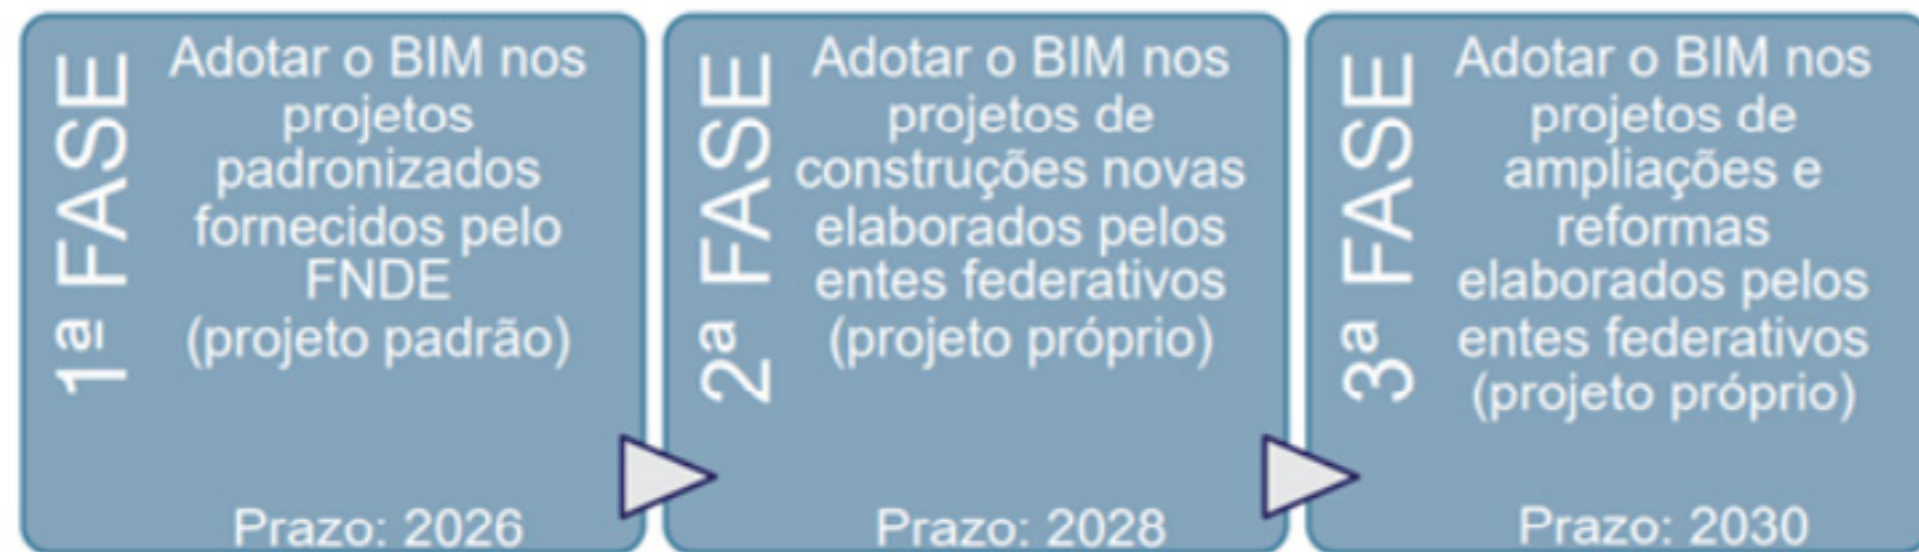 1ª FASE
Adotar o BIM nos
projetos
padronizados
fornecidos pelo
FNDE
(projeto padrão)
Prazo: 2026
2ª FASE
Adotar o BIM nos
projetos de
construções novas
elaborados pelos
entes federativos
(projeto próprio)
Prazo: 2028
3ª FASE
Adotar o BIM nos
projetos de
ampliações e
reformas
elaborados pelos
entes federativos
(projeto próprio)
Prazo: 2030